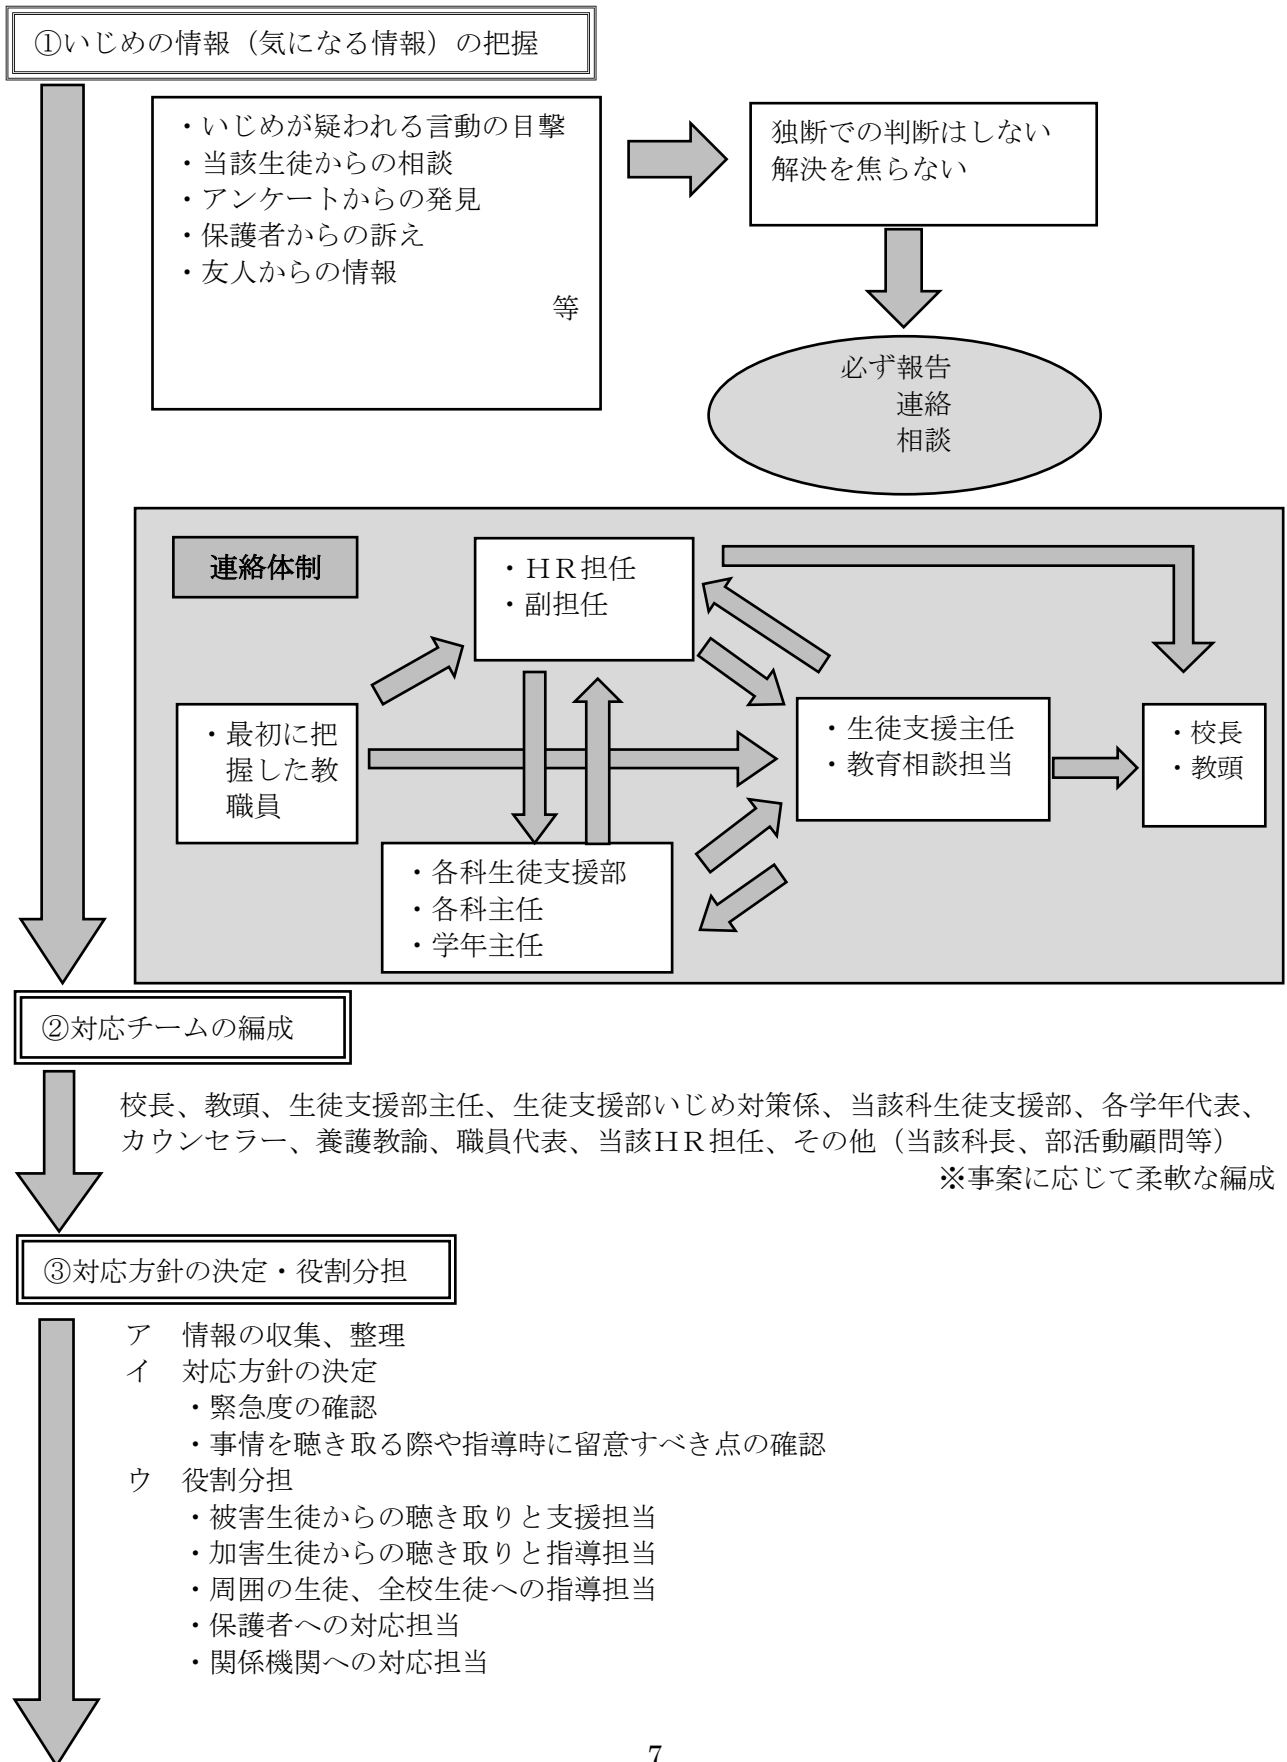 ①いじめの情報（気になる情報）の把握
・いじめが疑われる言動の目撃
・当該生徒からの相談
・アンケートからの発見
・保護者からの訴え
・友人からの情報
等
独断での判断はしない
解決を焦らない
必ず報告
連絡
相談
連絡体制
・ＨＲ担任
・副担任
・最初に把
握した教
職員
・生徒支援主任
・教育相談担当
・校長
・教頭
・各科生徒支援部
・各科主任
・学年主任
②対応チームの編成
校長、教頭、生徒支援部主任、生徒支援部いじめ対策係、当該科生徒支援部、各学年代表、
カウンセラー、養護教諭、職員代表、当該ＨＲ担任、その他（当該科長、部活動顧問等）
※事案に応じて柔軟な編成
③対応方針の決定・役割分担
ア　情報の収集、整理
イ　対応方針の決定
・緊急度の確認
・事情を聴き取る際や指導時に留意すべき点の確認
ウ　役割分担
・被害生徒からの聴き取りと支援担当
・加害生徒からの聴き取りと指導担当
・周囲の生徒、全校生徒への指導担当
・保護者への対応担当
・関係機関への対応担当
7